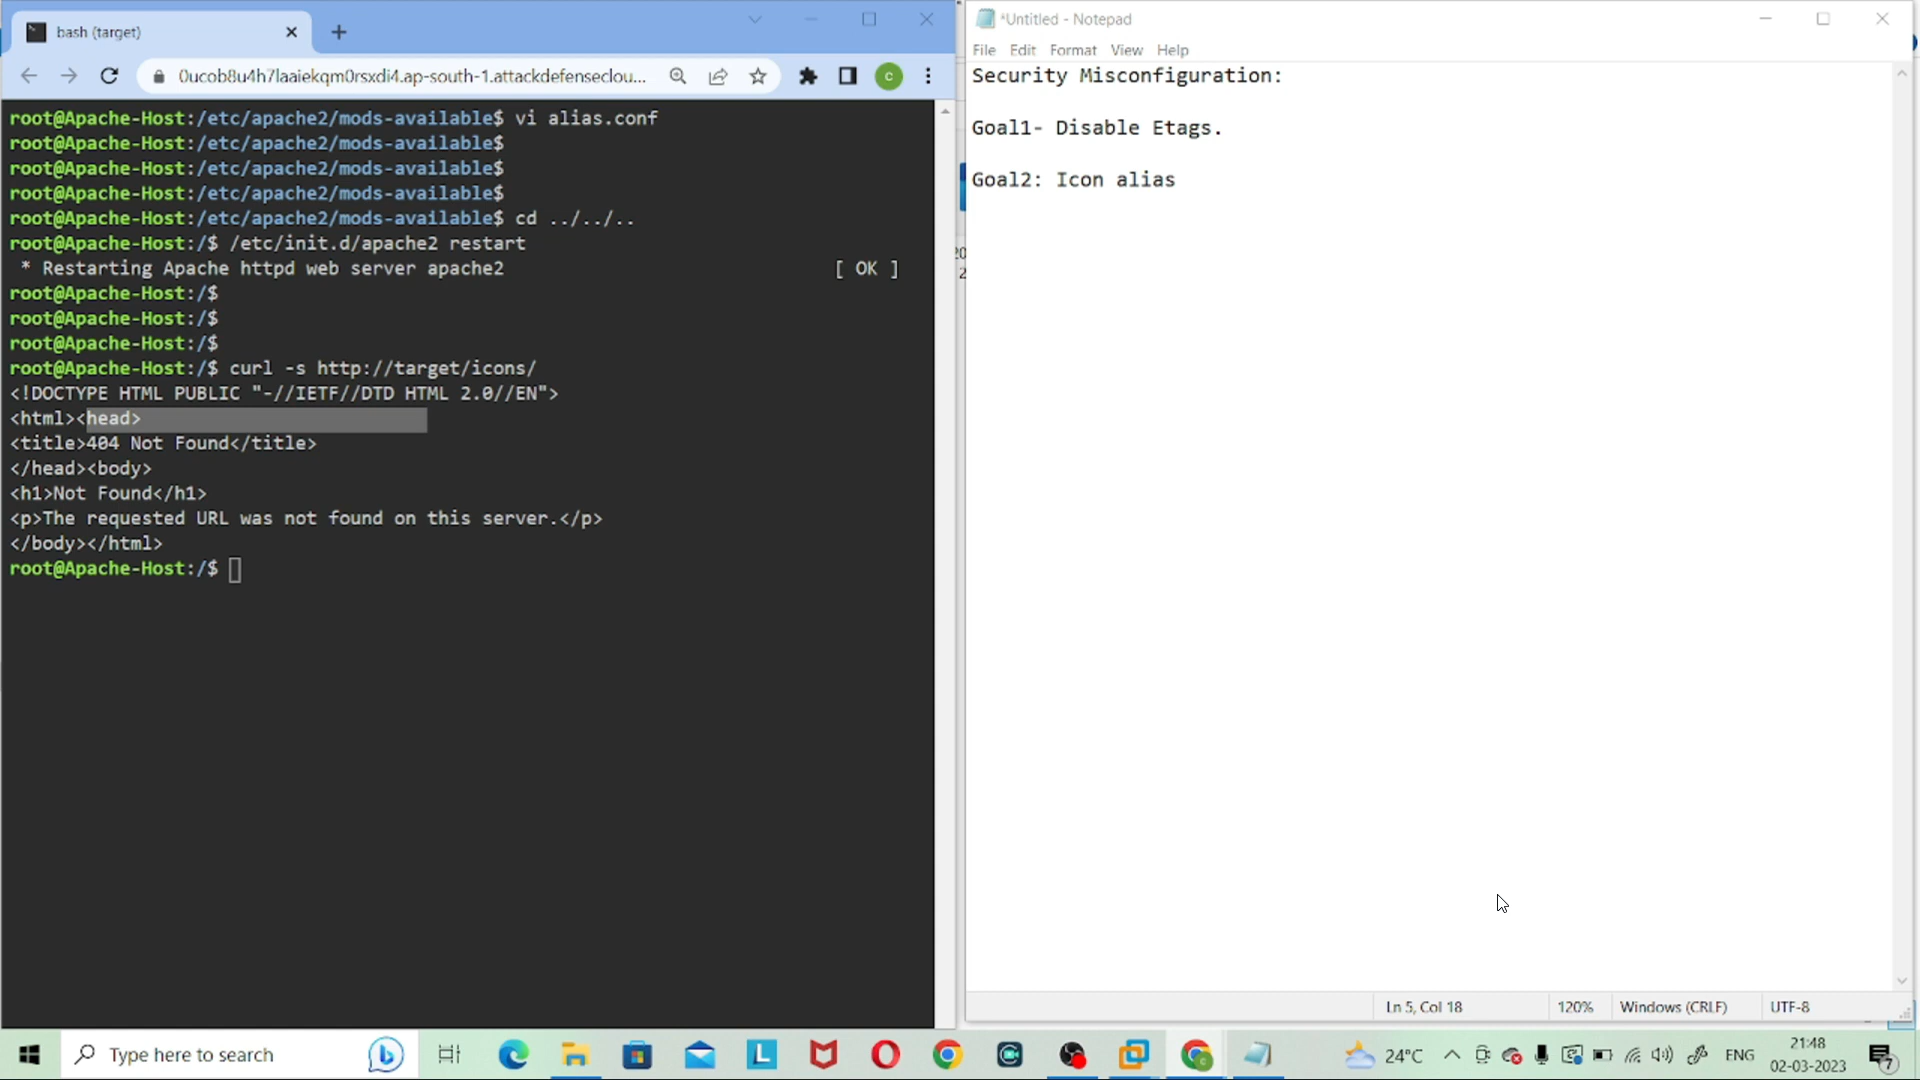 bash (target)
0ucob8u4h7laaiekqm0rsxdi4.ap-south-1.attackdefenseclou...
C
root@Apache-Host:/etc/apache2/mods-available$ vi alias.conf
root@Apache-Host:/etc/apache2/mods-available$
root@Apache-Host:/etc/apache2/mods-available$
root@Apache-Host:/etc/apache2/mods-available$
root@Apache-Host:/etc/apache2/mods-available$ cd ../../..
root@Apache-Host:/$ /etc/init.d/apache2 restart
* Restarting Apache httpd web server apache2 [ OK ]
root@Apache-Host:/$
root@Apache-Host:/$
root@Apache-Host:/$
root@Apache-Host:/$ curl -s http://target/icons/
<!DOCTYPE HTML PUBLIC "-//IETF//DTD HTML 2.0//EN">
<html><head>
<title>404 Not Found</title>
</head><body>
<h1>Not Found</h1>
<p>The requested URL was not found on this server.</p>
</body></html>
root@Apache-Host:/$
*Untitled - Notepad
File Edit Format View Help
Security Misconfiguration:
Goal1- Disable Etags.
Goal2: Icon alias
Ln 5, Col 18
120%
Windows (CRLF)
UTF-8
Type here to search
L
24°C
ENG
21:48
02-03-2023
7